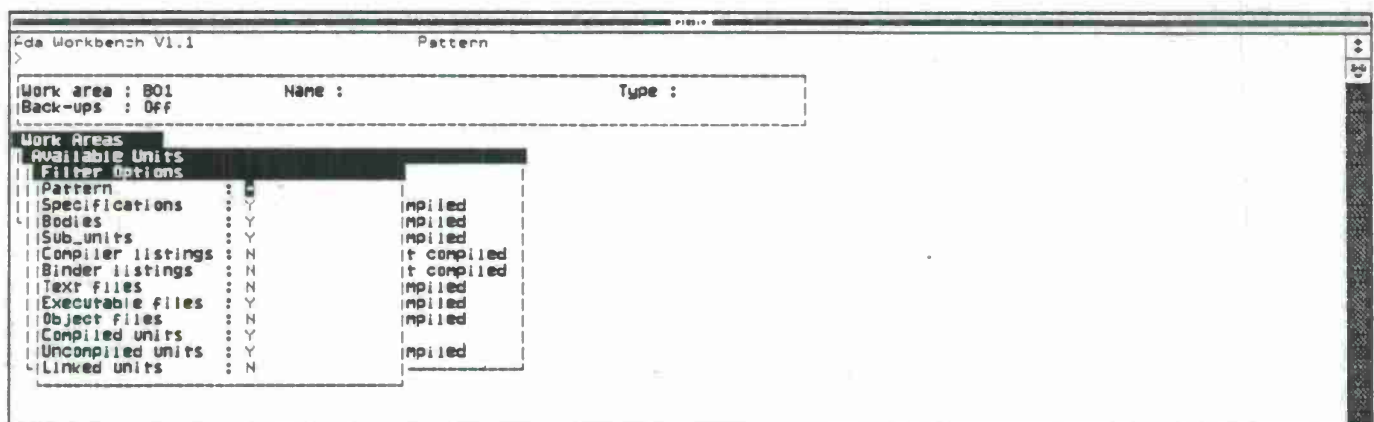 Ada Workbench V1.1 Pattern
>
Work area : B01 Name : Type :
Back-ups : Off
Work Areas
Available Units
Filter Options
Pattern :
Specifications : Y mpiled
Bodies : Y mpiled
Sub_units : Y mpiled
Compiler listings : N t compiled
Binder listings : N t compiled
Text files : N mpiled
Executable files : Y mpiled
Object files : N mpiled
Compiled units : Y
Uncompiled units : Y mpiled
Linked units : N